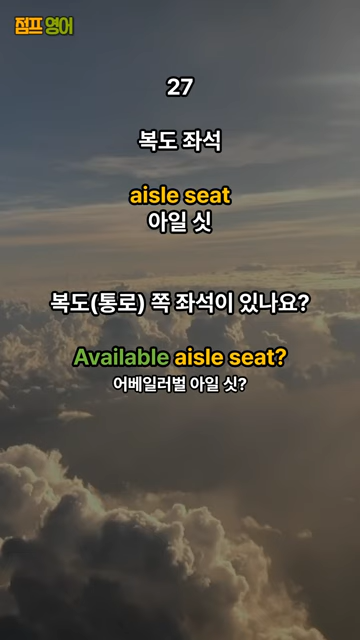 점프 영어
27
복도 좌석
aisle seat
아일 싯
복도(통로) 쪽 좌석이 있나요?
Available aisle seat?
어베일러벌 아일 싯?